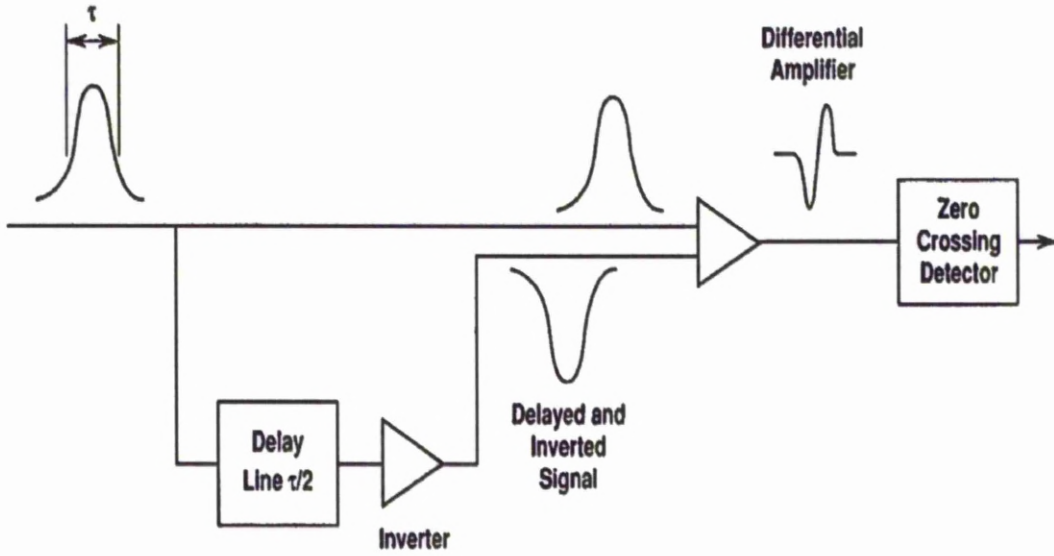 τ
Differential
Amplifier
Zero
Crossing
Detector
Delay
Line τ/2
Inverter
Delayed and
Inverted
Signal